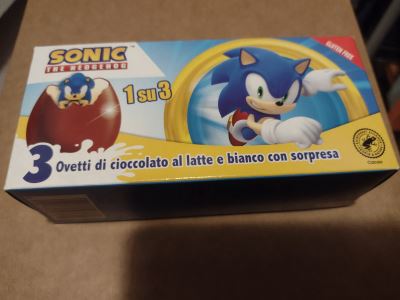 SONIC
THE HEDGEHOG
GLUTEN FREE
1 su 3
3 Ovetti di cioccolato al latte e bianco con sorpresa